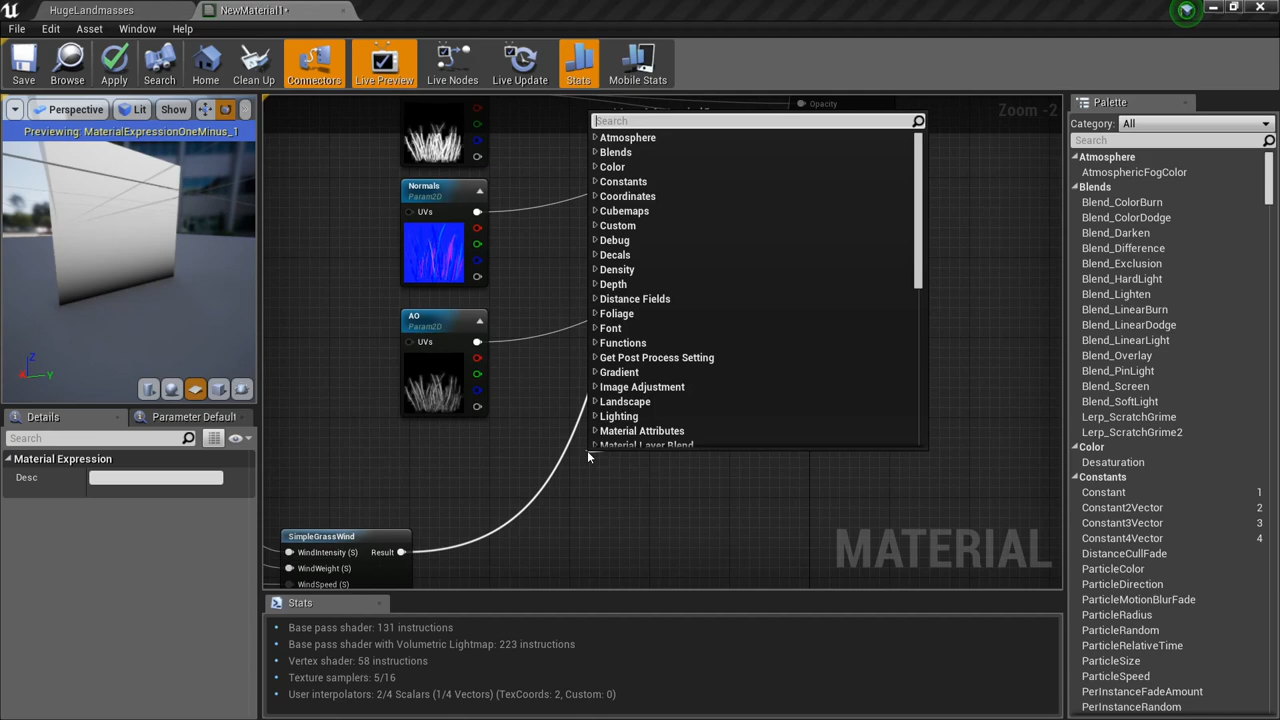 HugeLandmasses
NewMaterial1*
File Edit Asset Window Help
Save Browse Apply Search Home Clean Up Connectors Live Preview Live Nodes Live Update Stats Mobile Stats
Perspective Lit Show
Previewing: MaterialExpressionOneMinus_1
Z
Y
Details
Parameter Default
Search
Material Expression
Desc
Opacity
Zoom -2
Normals
Param2D
UVs
AO
Param2D
UVs
SimpleGrassWind
WindIntensity (S) Result
WindWeight (S)
WindSpeed (S)
MATERIAL
Search
Atmosphere
Blends
Color
Constants
Coordinates
Cubemaps
Custom
Debug
Decals
Density
Depth
Distance Fields
Foliage
Font
Functions
Get Post Process Setting
Gradient
Image Adjustment
Landscape
Lighting
Material Attributes
Material Layer Blend
Stats
Base pass shader: 131 instructions
Base pass shader with Volumetric Lightmap: 223 instructions
Vertex shader: 58 instructions
Texture samplers: 5/16
User interpolators: 2/4 Scalars (1/4 Vectors) (TexCoords: 2, Custom: 0)
Palette
Category: All
Search
Atmosphere
AtmosphericFogColor
Blends
Blend_ColorBurn
Blend_ColorDodge
Blend_Darken
Blend_Difference
Blend_Exclusion
Blend_HardLight
Blend_Lighten
Blend_LinearBurn
Blend_LinearDodge
Blend_LinearLight
Blend_Overlay
Blend_PinLight
Blend_Screen
Blend_SoftLight
Lerp_ScratchGrime
Lerp_ScratchGrime2
Color
Desaturation
Constants
Constant 1
Constant2Vector 2
Constant3Vector 3
Constant4Vector 4
DistanceCullFade
ParticleColor
ParticleDirection
ParticleMotionBlurFade
ParticleRadius
ParticleRandom
ParticleRelativeTime
ParticleSize
ParticleSpeed
PerInstanceFadeAmount
PerInstanceRandom